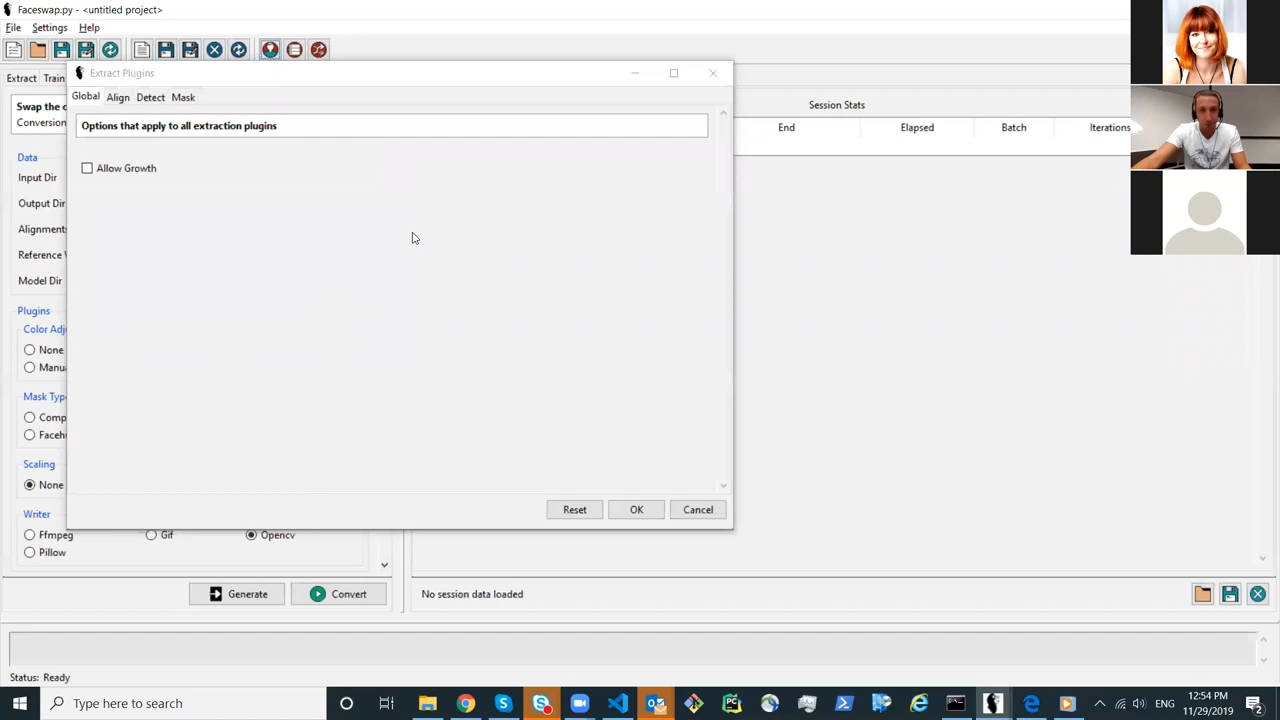 Faceswap.py - <untitled project>
File Settings Help
Extract Train
Extract Plugins
Global Align Detect Mask
Options that apply to all extraction plugins
Allow Growth
Reset OK Cancel
Swap the
Conversion
Data
Input Dir
Output Dir
Alignments
Reference
Model Dir
Plugins
Color Adj
None
Manu
Mask Typ
Comp
Faceh
Scaling
None
Writer
Ffmpeg Gif Opencv
Pillow
Generate Convert
Session Stats
End Elapsed Batch Iterations
No session data loaded
Status: Ready
Type here to search
ENG
12:54 PM
11/29/2019
2